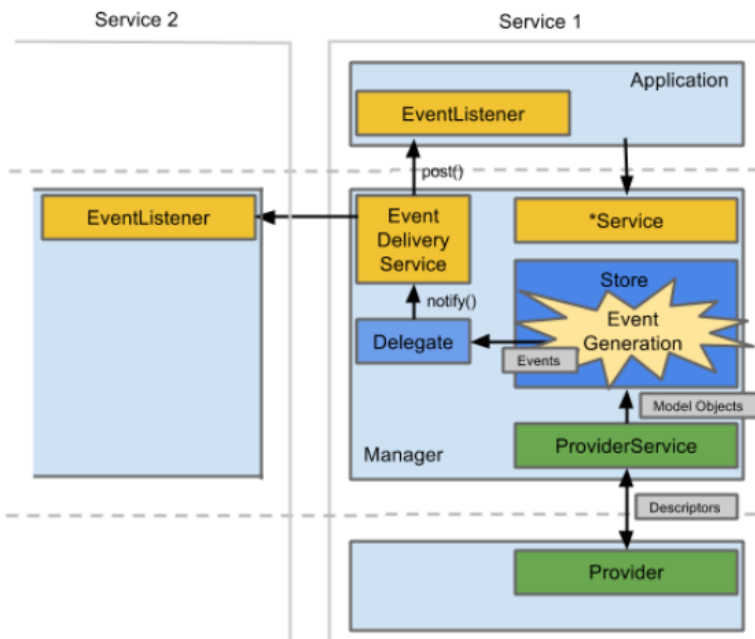 Service 2
Service 1
Application
EventListener
post()
EventListener
Event
Delivery
Service
*Service
Store
notify()
Event
Generation
Delegate
Events
Model Objects
Manager
ProviderService
Descriptors
Provider